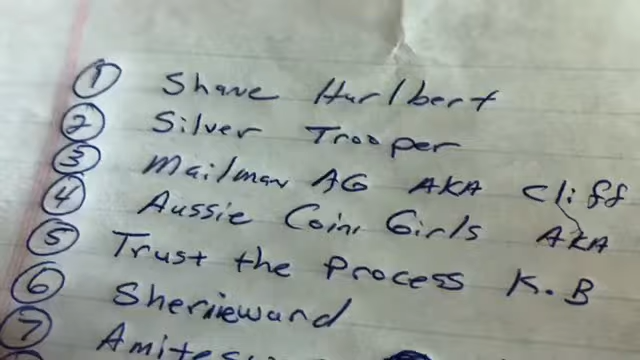 ① Shane Hurlbert
② Silver Trooper
③ Mailman AG AKA Cliff
④ Aussie Coin Girls AKA
⑤ Trust the Process K.B
⑥ Sheriieward
⑦